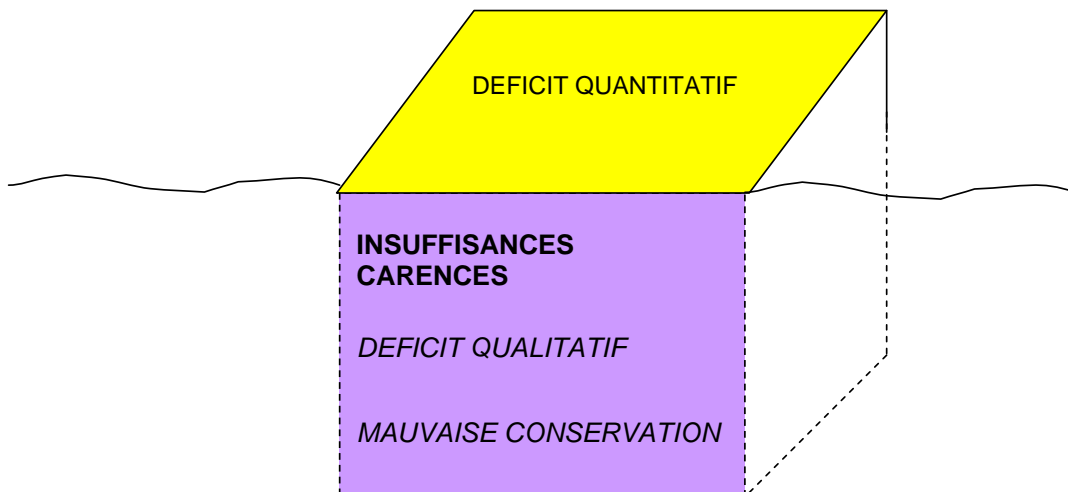 DEFICIT QUANTITATIF
INSUFFISANCES
CARENCES
DEFICIT QUALITATIF
MAUVAISE CONSERVATION